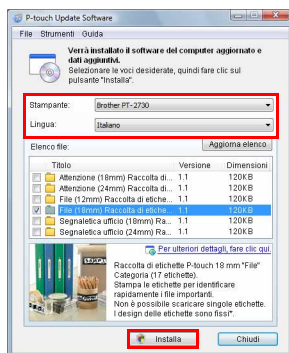 P-touch Update Software
File Strumenti Guida
Verrà installato il software del computer aggiornato e
dati aggiuntivi.
Selezionare le voci desiderate, quindi fare clic sul
pulsante "Installa".
Stampante: Brother PT-2730
Lingua: Italiano
Elenco file: Aggiorna elenco
Titolo Versione Dimensioni
Attenzione (18mm) Raccolta di... 1.1 120KB
Attenzione (24mm) Raccolta di... 1.1 120KB
File (12mm) Raccolta di etiche... 1.1 120KB
File (18mm) Raccolta di etiche... 1.1 120KB
Segnaletica ufficio (18mm) Ra... 1.1 120KB
Segnaletica ufficio (24mm) Ra... 1.1 120KB
Per ulteriori dettagli, fare clic qui.
Raccolta di etichette P-touch 18 mm "File"
Categoria (17 etichette).
Stampa le etichette per identificare
rapidamente i file importanti.
Non è possibile scaricare singole etichette.
I design delle etichette sono fissi*.
Installa Chiudi